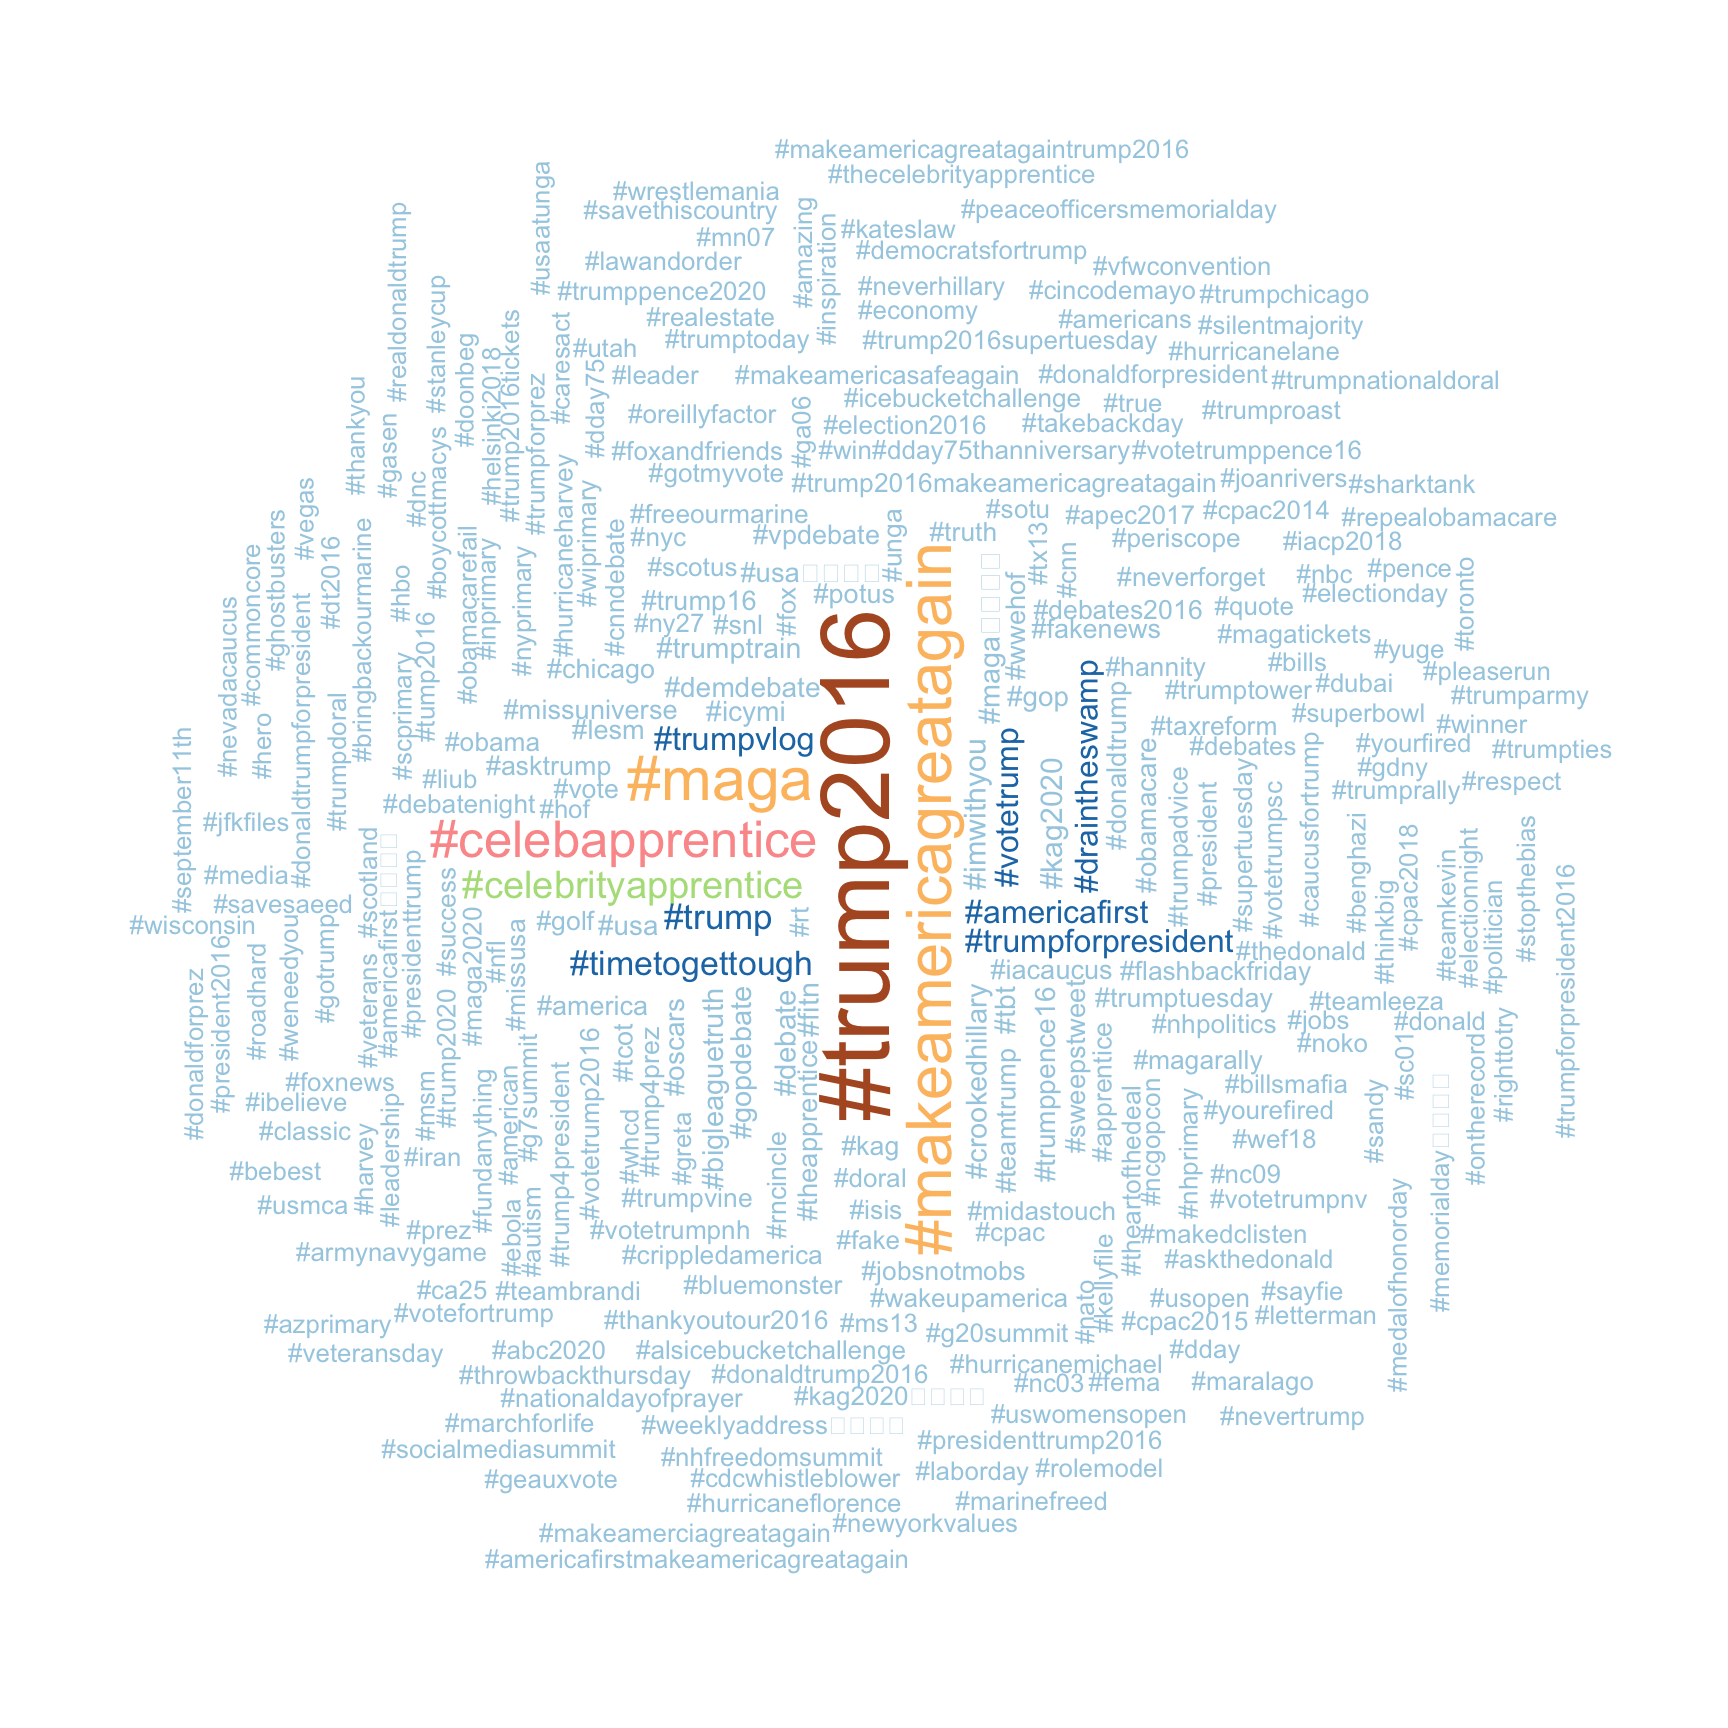 #makeamericagreatagaintrump2016
#thecelebrityapprentice
#wrestlemania
#usaatunga
#savethiscountry
#amazing
#peaceofficersmemorialday
#realdonaldtrump
#mn07
#inspiration
#kateslaw
#democratsfortrump
#lawandorder
#vfwconvention
#trumppence2020
#neverhillary
#cincodemayo
#trumpchicago
#stanleycup
#realestate
#economy
#americans
#silentmajority
#trump2016tickets
#caresact
#doonbeg
#helsinki2018
#utah
#trumptoday
#trump2016supertuesday
#hurricanelane
#thankyou
#trumpforprez
#dday75
#leader
#makeamericasafeagain
#donaldforpresident
#trumpnationaldoral
#icebucketchallenge
#true
#gasen
#oreillyfactor
#ga06
#election2016
#takebackday
#trumproast
#boycottmacys
#dnc
#foxandfriends
#win
#dday75thanniversary
#votetrumppence16
#gotmyvote
#trump2016makeamericagreatagain
#joanrivers
#sharktank
#vegas
#ghostbusters
#hurricaneharvey
#wiprimary
#freeourmarine
#unga
#truth
#sotu
#apec2017
#cpac2014
#repealobamacare
#commoncore
#dt2016
#bringbackourmarine
#obamacarefail
#inprimary
#nyprimary
#cnndebate
#nyc
#vpdebate
#tx13
#periscope
#iacp2018
#hbo
#scotus
#usa
#makeamericagreatagain
#maga
#wwehof
#cnn
#neverforget
#nbc
#pence
#toronto
#trump16
#fox
#potus
#debates2016
#quote
#electionday
#nevadacaucus
#donaldtrumpforpresident
#ny27
#snl
#trump2016
#fakenews
#magatickets
#yuge
#scprimary
#tump2016
#trumptrain
#chicago
#hannity
#bills
#pleaserun
#hero
#trumpdoral
#demdebate
#gop
#draintheswamp
#donaldtrump
#trumptower
#dubai
#trumparmy
#missuniverse
#icymi
#superbowl
#september11th
#lesm
#trumpvlog
#imwithyou
#votetrump
#taxreform
#winner
#obama
#kag2020
#obamacare
#debates
#yourfired
#trumpties
#asktrump
#maga
#trumpadvice
#president
#supertuesday
#votetrumpsc
#caucusfortrump
#gdny
#liub
#vote
#trumprally
#respect
#debatenight
#hof
#benghazi
#jfkfiles
#scotland
#celebapprentice
#thinkbig
#cpac2018
#teamkevin
#electionnight
#stopthebias
#media
#americafirst
#presidenttrump
#success
#celebrityapprentice
#politician
#trumpforpresident2016
#savesaeed
#wisconsin
#weneedyou
#gotrump
#maga2020
#missusa
#golf
#usa
#trump
#rt
#americafirst
#trumpforpresident
#thedonald
#donaldforprez
#president2016
#roadhard
#veterans
#trump2020
#nfl
#timetogettough
#iacaucus
#flashbackfriday
#america
#debate
#fitn
#crookedhillary
#tbt
#trumppence16
#sweepstweet
#trumptuesday
#teamleeza
#g7summit
#trump4president
#votetrump2016
#tcot
#trump4prez
#oscars
#bigleaguetruth
#gopdebate
#theapprentice
#teamtrump
#apprentice
#nhpolitics
#jobs
#donald
#noko
#sc01
#ontherecord
#righttotry
#foxnews
#msm
#fundanything
#american
#magarally
#billsmafia
#sandy
#memorialday
#ibelieve
#leadership
#theartofthedeal
#ncgopcon
#nhprimary
#yourefired
#classic
#harvey
#iran
#whcd
#greta
#rncincle
#kag
#wef18
#bebest
#doral
#nc09
#medalofhonorday
#usmca
#ebola
#autism
#trumpvine
#isis
#midastouch
#votetrumpnv
#prez
#votetrumpnh
#fake
#cpac
#makedclisten
#armynavygame
#crippledamerica
#kellyfile
#askthedonald
#jobsnotmobs
#ca25
#teambrandi
#bluemonster
#wakeupamerica
#nato
#usopen
#sayfie
#votefortrump
#thankyoutour2016
#ms13
#cpac2015
#letterman
#azprimary
#g20summit
#veteransday
#abc2020
#alsicebucketchallenge
#dday
#throwbackthursday
#donaldtrump2016
#hurricanemichael
#nc03
#fema
#maralago
#nationaldayofprayer
#kag2020
#marchforlife
#weeklyaddress
#uswomensopen
#nevertrump
#socialmediasummit
#nhfreedomsummit
#presidenttrump2016
#geauxvote
#cdcwhistleblower
#laborday
#rolemodel
#hurricaneflorence
#marinefreed
#makeamerciagreatagain
#newyorkvalues
#americafirstmakeamericagreatagain